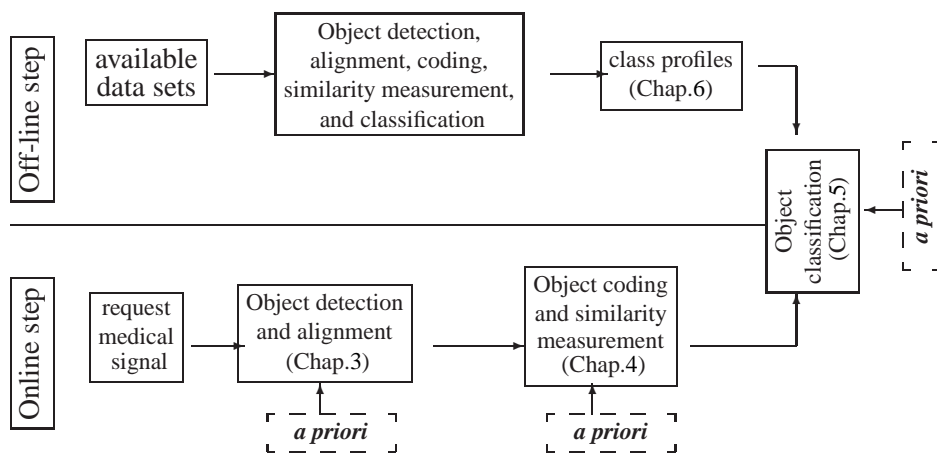 Off-line step
available
data sets
Object detection,
alignment, coding,
similarity measurement,
and classification
class profiles
(Chap.6)
Object
classification
(Chap.5)
a priori
Online step
request
medical
signal
Object detection
and alignment
(Chap.3)
a priori
Object coding
and similarity
measurement
(Chap.4)
a priori